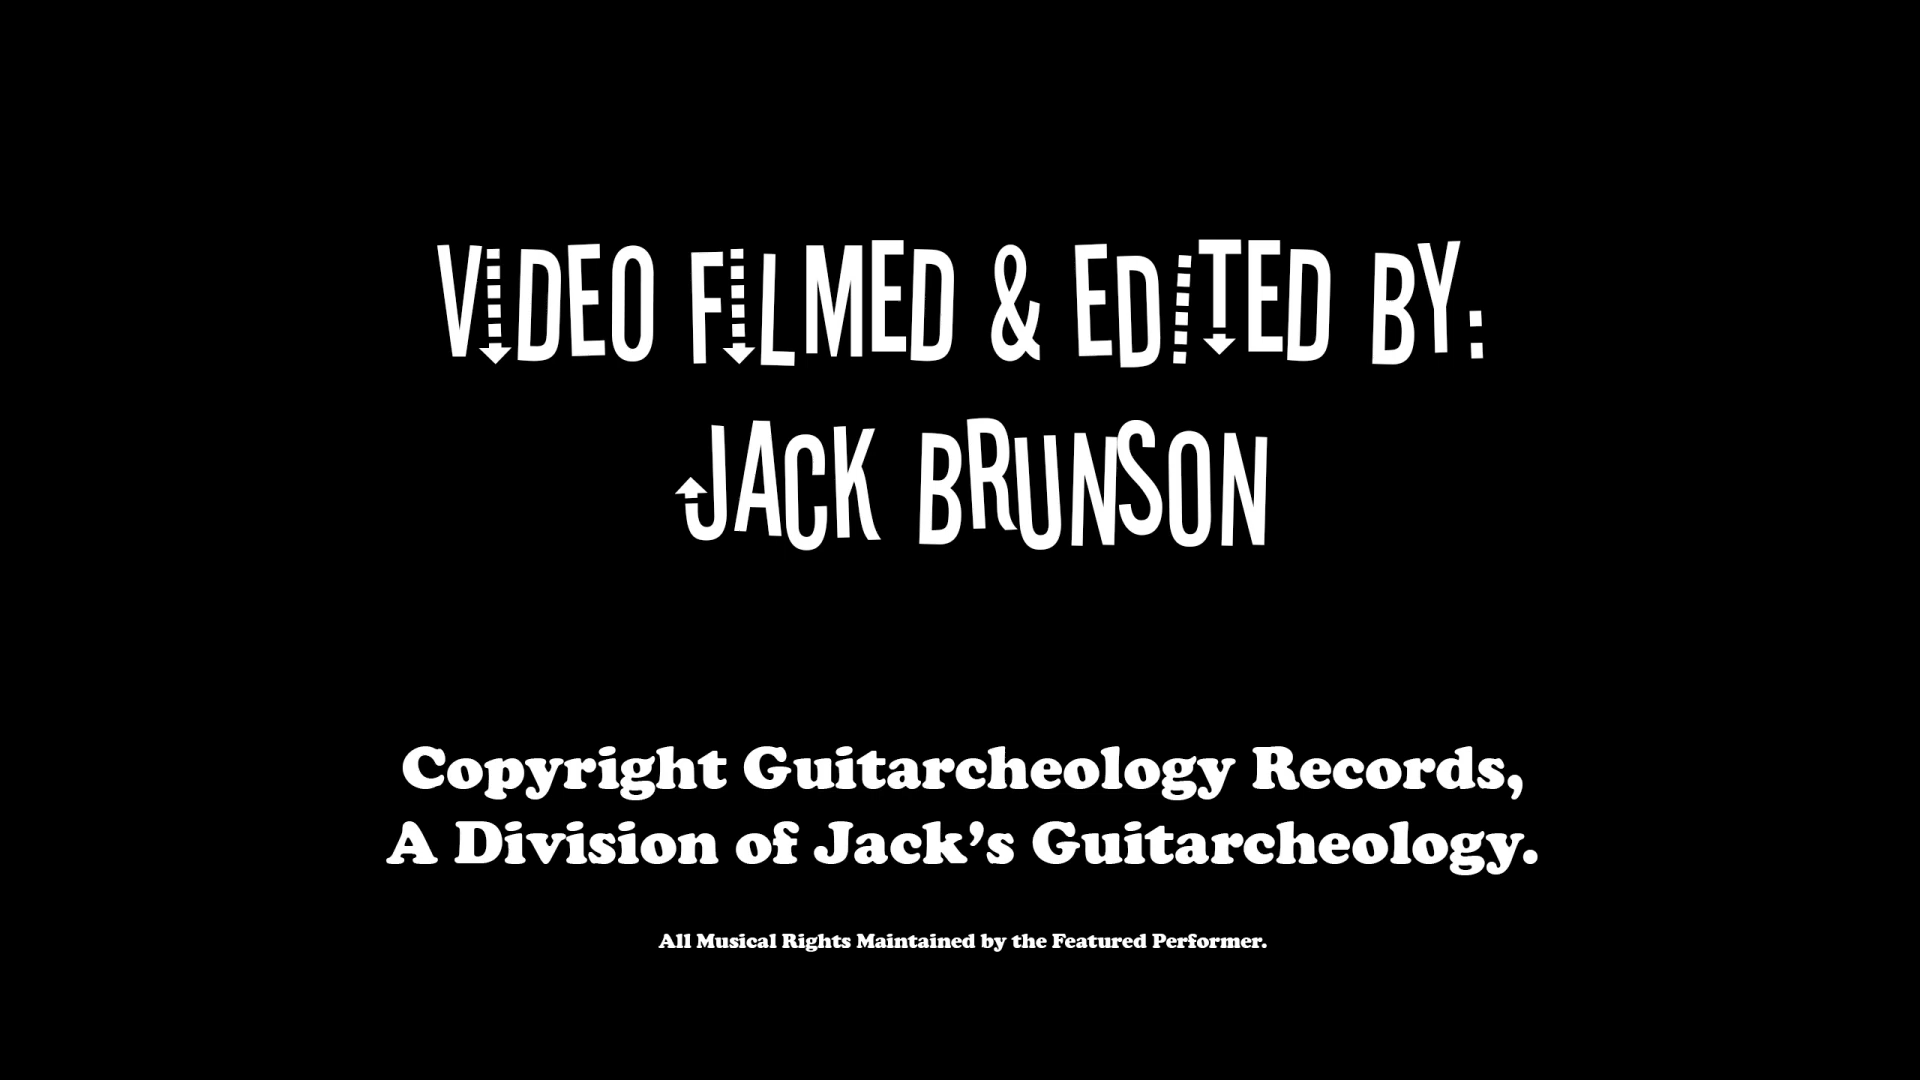 VIDEO FILMED & EDITED BY:
JACK BRUNSON
Copyright Guitarcheology Records,
A Division of Jack’s Guitarcheology.
All Musical Rights Maintained by the Featured Performer.